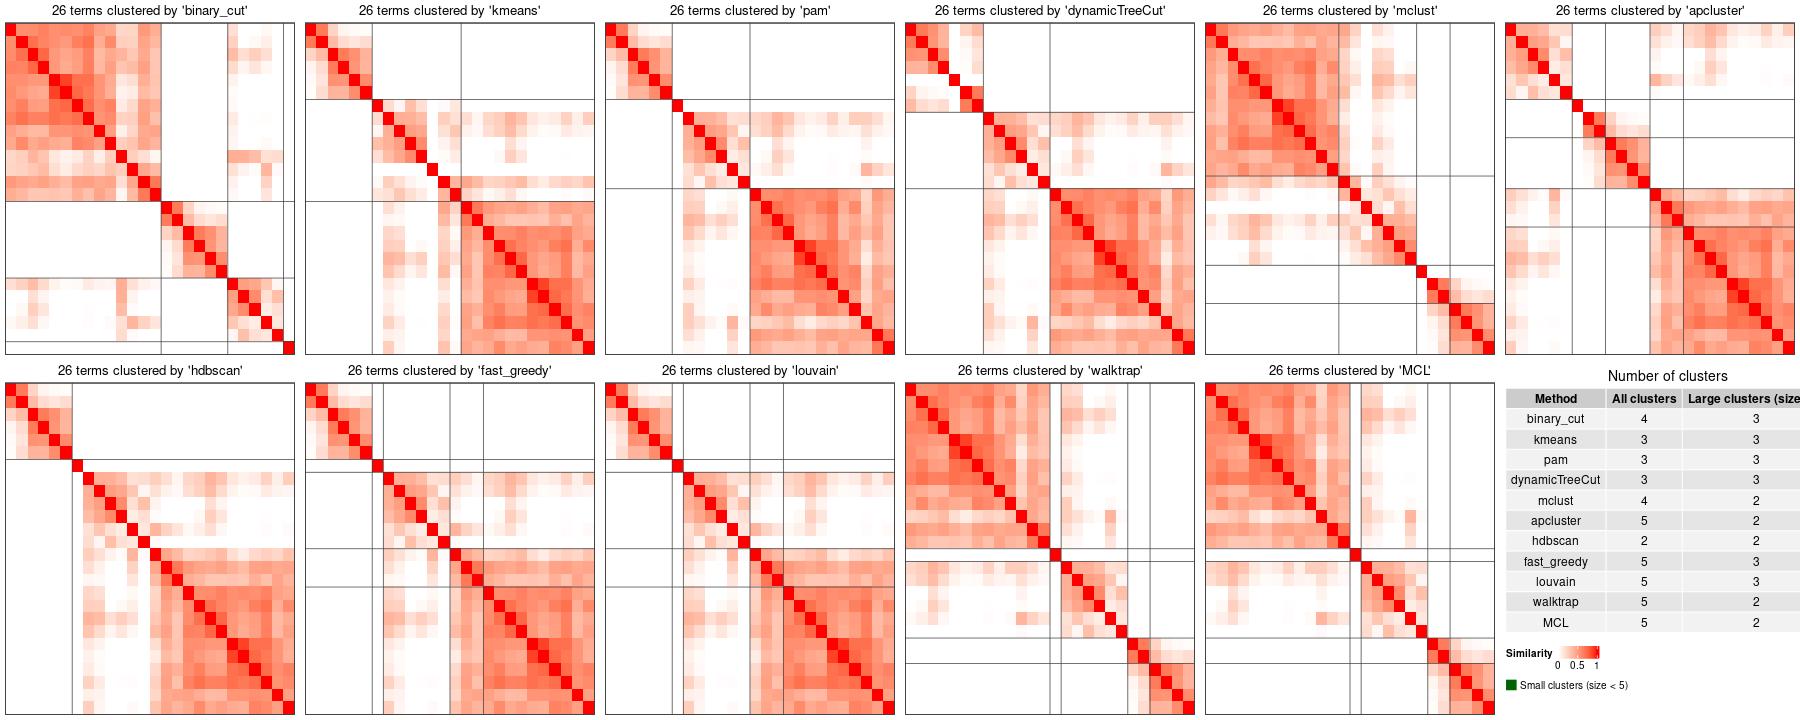 26 terms clustered by 'binary_cut'
26 terms clustered by 'kmeans'
26 terms clustered by 'pam'
26 terms clustered by 'dynamicTreeCut'
26 terms clustered by 'mclust'
26 terms clustered by 'apcluster'
26 terms clustered by 'hdbscan'
26 terms clustered by 'fast_greedy'
26 terms clustered by 'louvain'
26 terms clustered by 'walktrap'
26 terms clustered by 'MCL'
Number of clusters
Method All clusters Large clusters (size
binary_cut 4 3
kmeans 3 3
pam 3 3
dynamicTreeCut 3 3
mclust 4 2
apcluster 5 2
hdbscan 2 2
fast_greedy 5 3
louvain 5 3
walktrap 5 2
MCL 5 2
Similarity
0 0.5 1
Small clusters (size < 5)